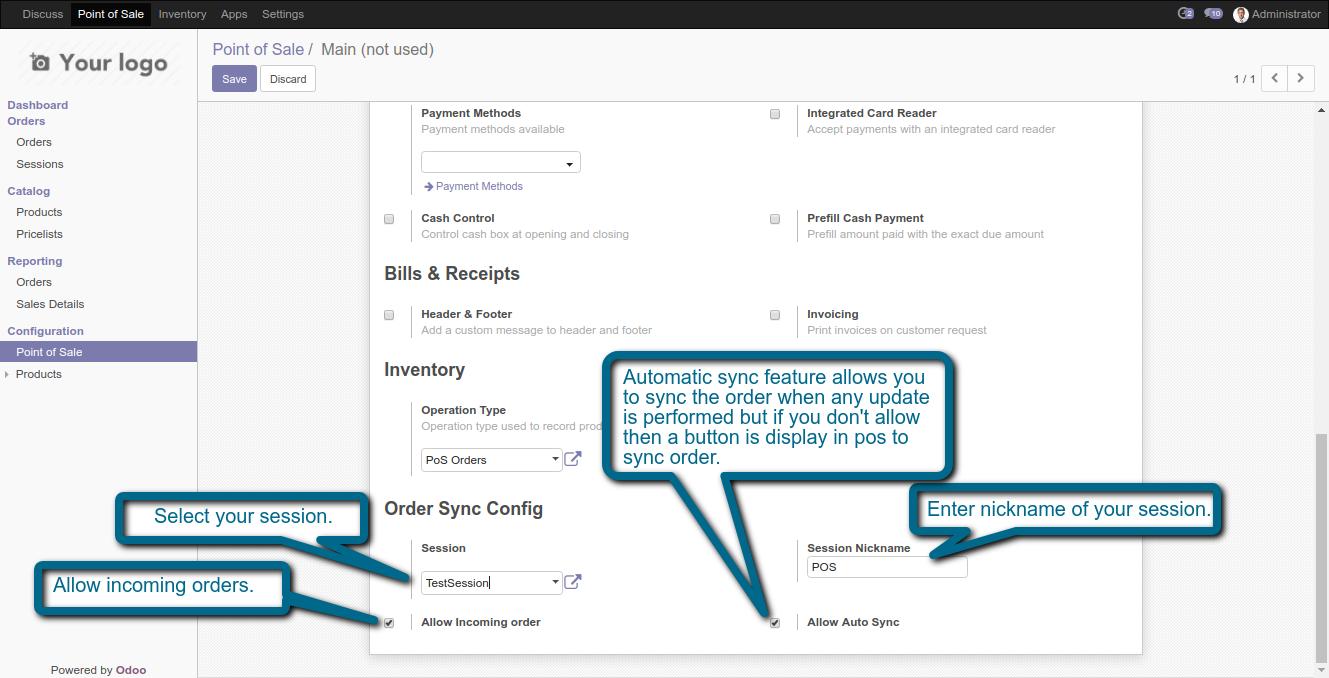 Discuss Point of Sale Inventory Apps Settings 2 10 Administrator
Your logo
Point of Sale / Main (not used)
Save Discard 1 / 1
Dashboard
Orders
Orders
Sessions
Catalog
Products
Pricelists
Reporting
Orders
Sales Details
Configuration
Point of Sale
Products
Powered by Odoo
Payment Methods
Payment methods available
Payment Methods
Integrated Card Reader
Accept payments with an integrated card reader
Cash Control
Control cash box at opening and closing
Prefill Cash Payment
Prefill amount paid with the exact due amount
Bills & Receipts
Header & Footer
Add a custom message to header and footer
Invoicing
Print invoices on customer request
Inventory
Operation Type
Operation type used to record prod
PoS Orders
Automatic sync feature allows you
to sync the order when any update
is performed but if you don't allow
then a button is display in pos to
sync order.
Order Sync Config
Select your session.
Enter nickname of your session.
Session
TestSession
Session Nickname
POS
Allow incoming orders.
Allow Incoming order
Allow Auto Sync